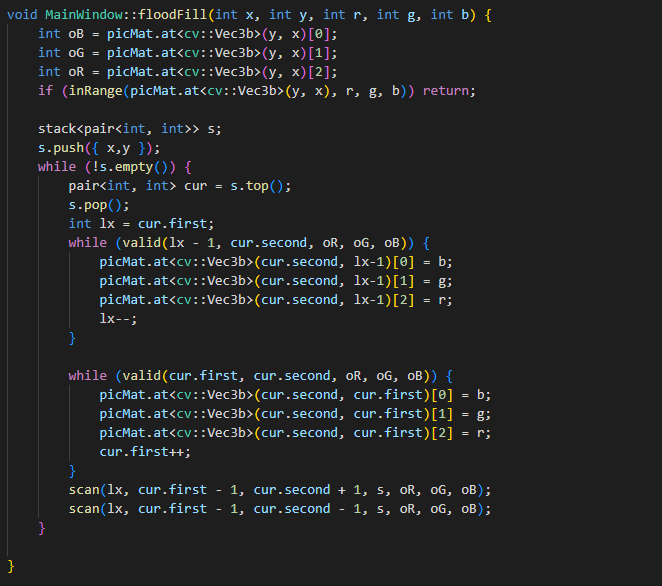 void MainWindow::floodFill(int x, int y, int r, int g, int b) {
    int oB = picMat.at<cv::Vec3b>(y, x)[0];
    int oG = picMat.at<cv::Vec3b>(y, x)[1];
    int oR = picMat.at<cv::Vec3b>(y, x)[2];
    if (inRange(picMat.at<cv::Vec3b>(y, x), r, g, b)) return;

    stack<pair<int, int>> s;
    s.push({ x,y });
    while (!s.empty()) {
        pair<int, int> cur = s.top();
        s.pop();
        int lx = cur.first;
        while (valid(lx - 1, cur.second, oR, oG, oB)) {
            picMat.at<cv::Vec3b>(cur.second, lx-1)[0] = b;
            picMat.at<cv::Vec3b>(cur.second, lx-1)[1] = g;
            picMat.at<cv::Vec3b>(cur.second, lx-1)[2] = r;
            lx--;
        }

        while (valid(cur.first, cur.second, oR, oG, oB)) {
            picMat.at<cv::Vec3b>(cur.second, cur.first)[0] = b;
            picMat.at<cv::Vec3b>(cur.second, cur.first)[1] = g;
            picMat.at<cv::Vec3b>(cur.second, cur.first)[2] = r;
            cur.first++;
        }
        scan(lx, cur.first - 1, cur.second + 1, s, oR, oG, oB);
        scan(lx, cur.first - 1, cur.second - 1, s, oR, oG, oB);
    }

}